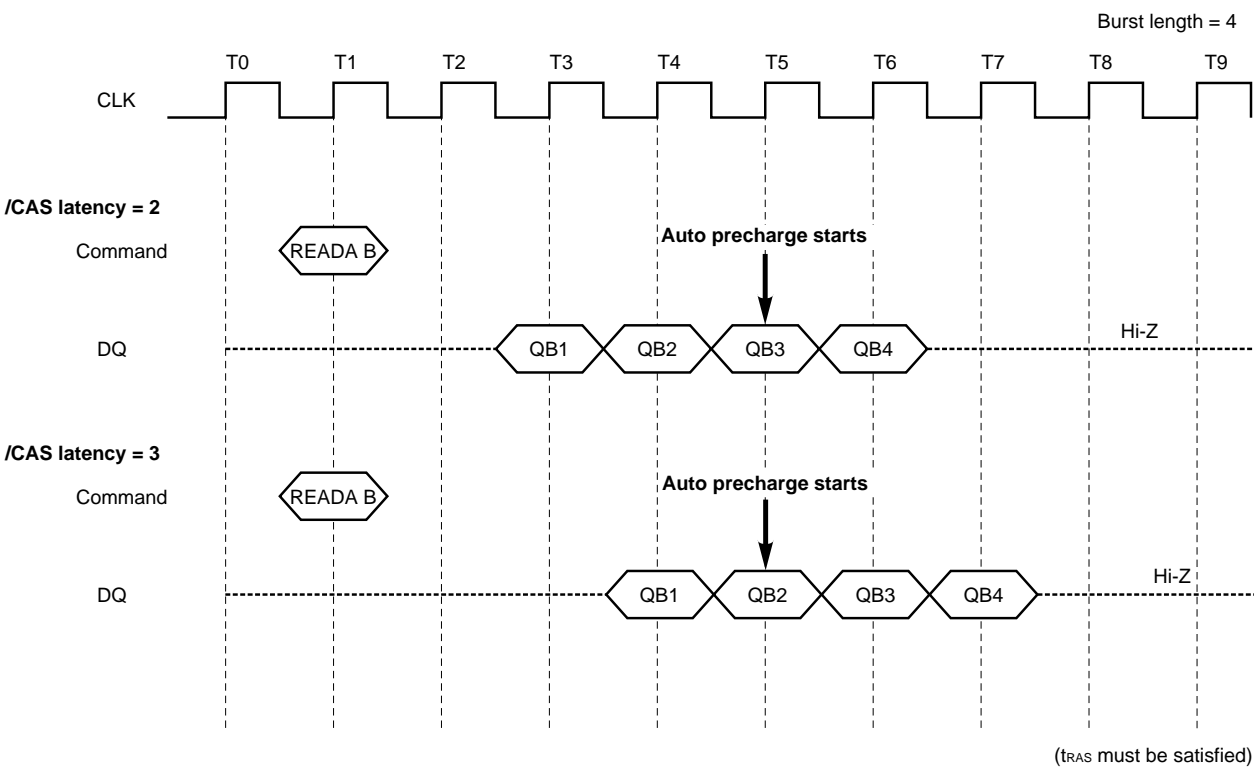 Burst length = 4
T0 T1 T2 T3 T4 T5 T6 T7 T8 T9
CLK
/CAS latency = 2
Command READA B
Auto precharge starts
DQ QB1 QB2 QB3 QB4 Hi-Z
/CAS latency = 3
Command READA B
Auto precharge starts
DQ QB1 QB2 QB3 QB4 Hi-Z
(tRAS must be satisfied)